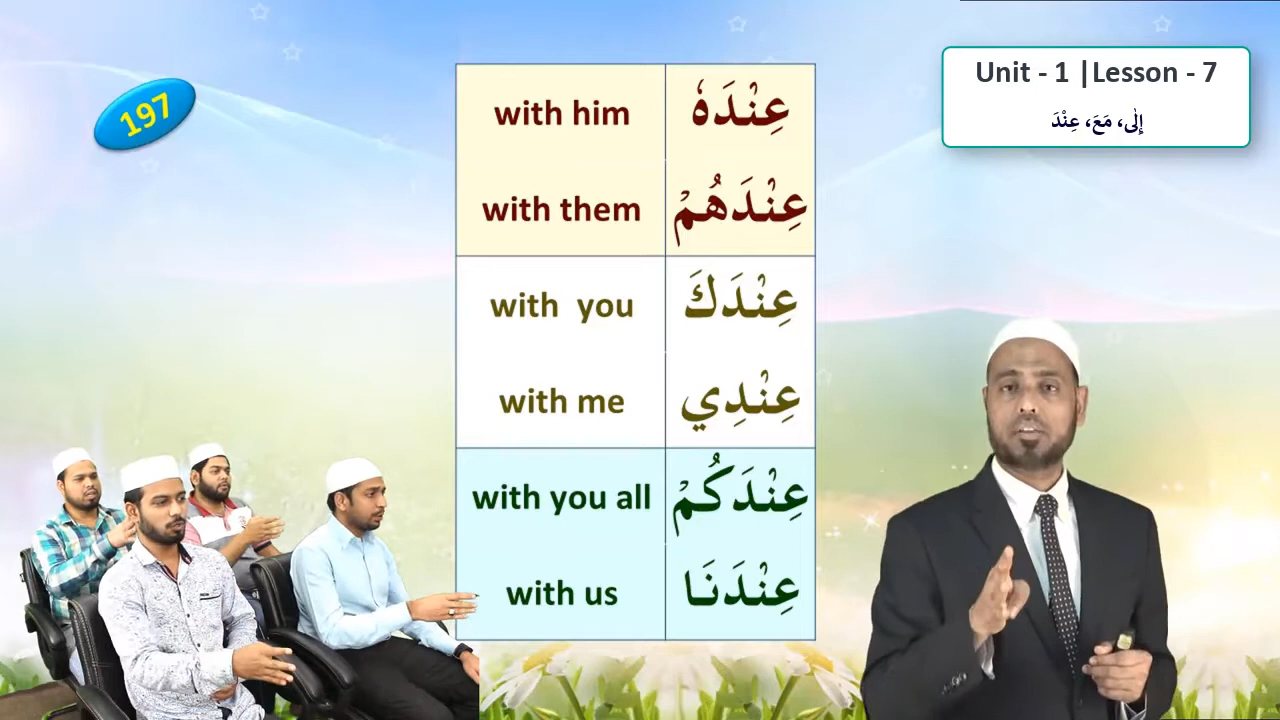 197
Unit - 1 | Lesson - 7
إِلٰى، مَعَ، عِنْدَ
with him عِنْدَهٗ
with them عِنْدَهُمْ
with you عِنْدَكَ
with me عِنْدِي
with you all عِنْدَكُمْ
with us عِنْدَنَا